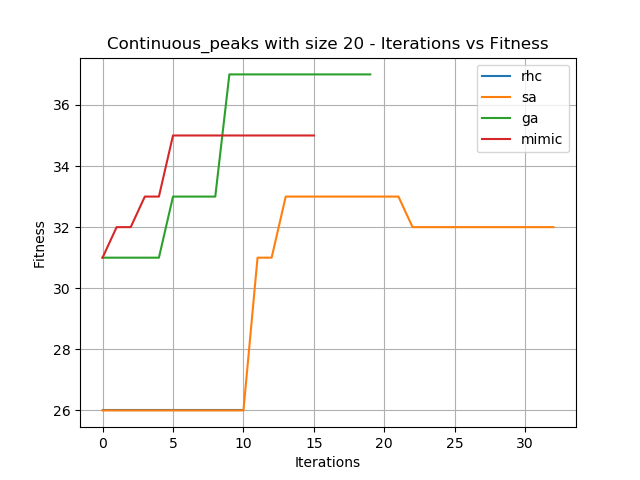 Continuous_peaks with size 20 - Iterations vs Fitness
rhc
sa
ga
mimic
36
34
32
30
28
26
Fitness
0 5 10 15 20 25 30
Iterations